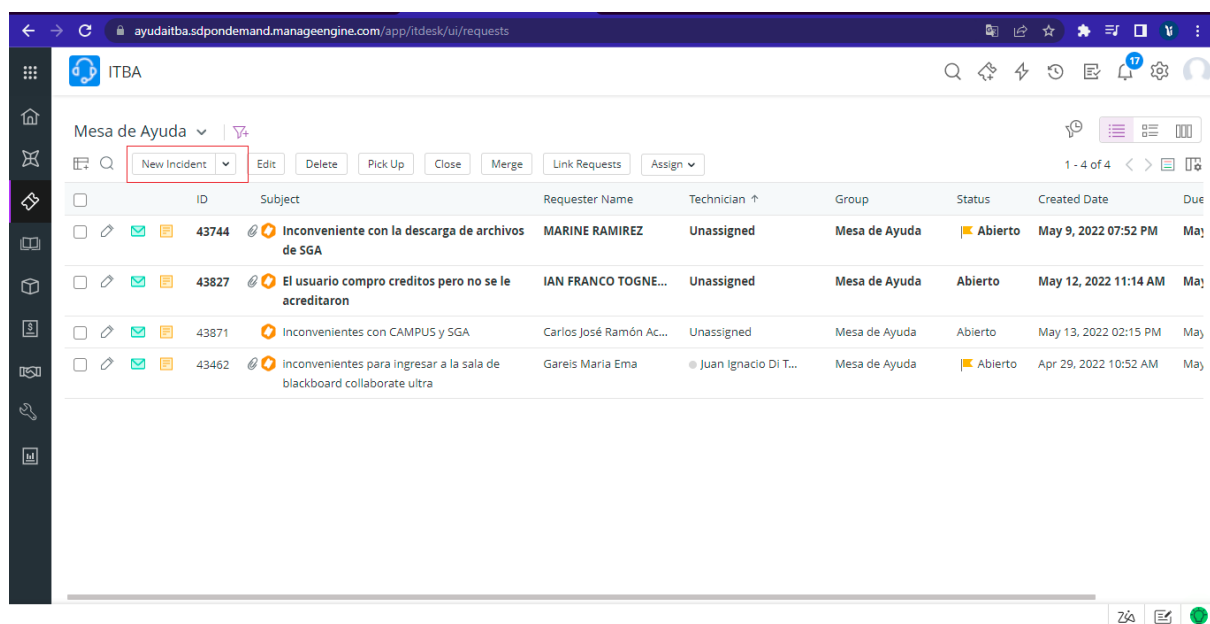 ayudaitba.sdpondemand.manageengine.com/app/itdesk/ui/requests
ITBA
17
Mesa de Ayuda
New Incident Edit Delete Pick Up Close Merge Link Requests Assign 1 - 4 of 4
ID Subject Requester Name Technician Group Status Created Date Due
43744 Inconveniente con la descarga de archivos MARINE RAMIREZ Unassigned Mesa de Ayuda Abierto May 9, 2022 07:52 PM May
de SGA
43827 El usuario compro creditos pero no se le IAN FRANCO TOGNE... Unassigned Mesa de Ayuda Abierto May 12, 2022 11:14 AM May
acreditaron
43871 Inconvenientes con CAMPUS y SGA Carlos José Ramón Ac... Unassigned Mesa de Ayuda Abierto May 13, 2022 02:15 PM May
43462 inconvenientes para ingresar a la sala de Gareis Maria Ema Juan Ignacio Di T... Mesa de Ayuda Abierto Apr 29, 2022 10:52 AM May
blackboard collaborate ultra
Zia